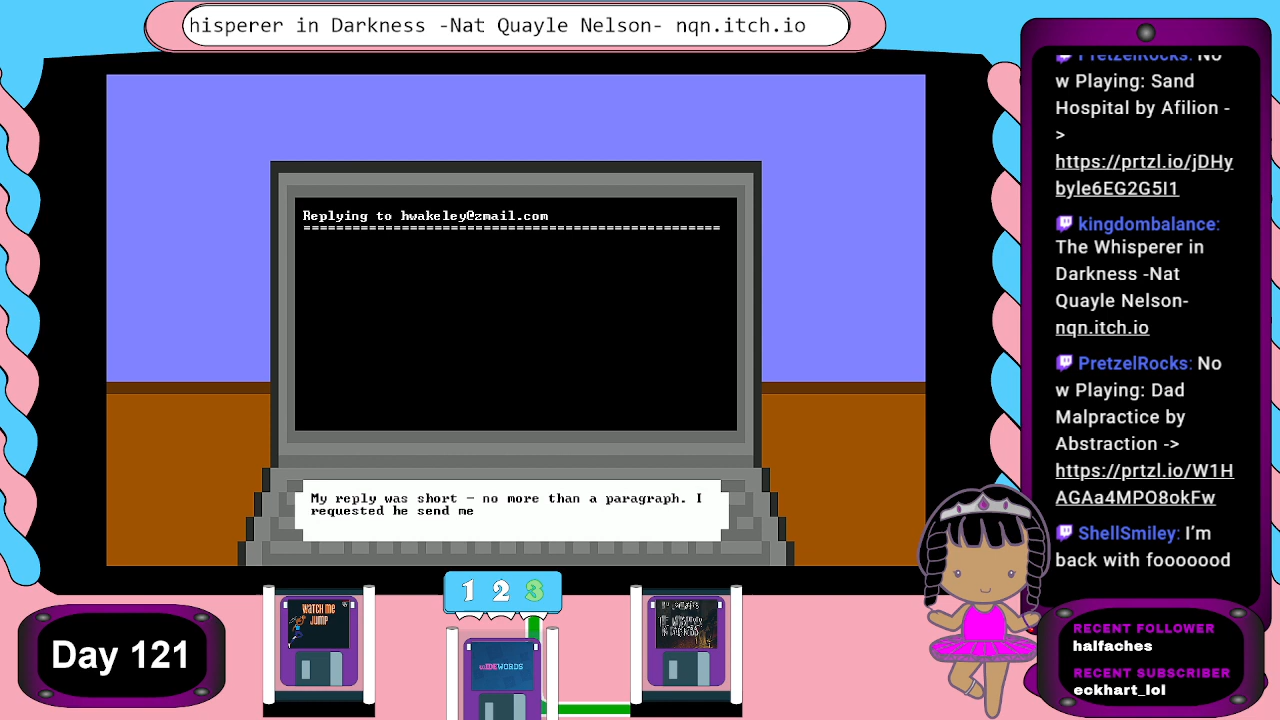 hisperer in Darkness -Nat Quayle Nelson- nqn.itch.io
Replying to hwakeley@zmail.com
====================================================
My reply was short – no more than a paragraph. I
requested he send me
PretzelRocks: No
w Playing: Sand
Hospital by Afilion -
>
https://prtzl.io/jDHy
byle6EG2G5I1
kingdombalance:
The Whisperer in
Darkness -Nat
Quayle Nelson-
nqn.itch.io
PretzelRocks: No
w Playing: Dad
Malpractice by
Abstraction ->
https://prtzl.io/W1H
AGAa4MPO8okFw
ShellSmiley: I'm
back with fooooood
Day 121
WATCH ME
JUMP
1 2 3
wIDEWORDS
RECENT FOLLOWER
halfaches
RECENT SUBSCRIBER
eckhart_lol